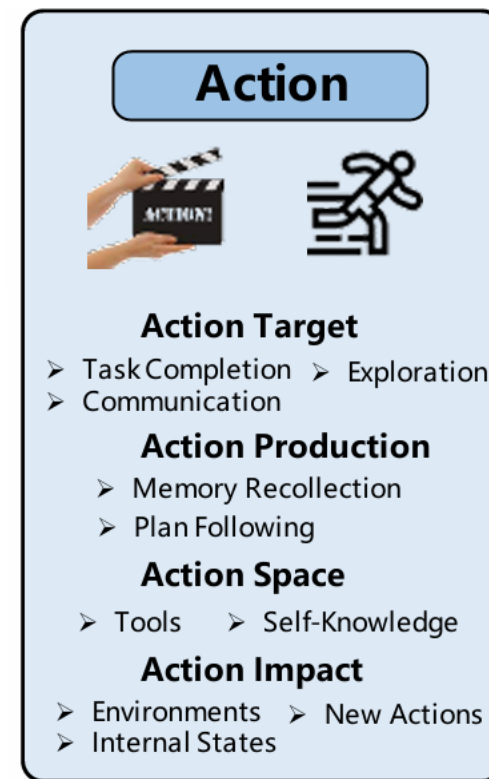 Action
ACTION!
Action Target
➢ Task Completion ➢ Exploration
➢ Communication
Action Production
➢ Memory Recollection
➢ Plan Following
Action Space
➢ Tools ➢ Self-Knowledge
Action Impact
➢ Environments ➢ New Actions
➢ Internal States